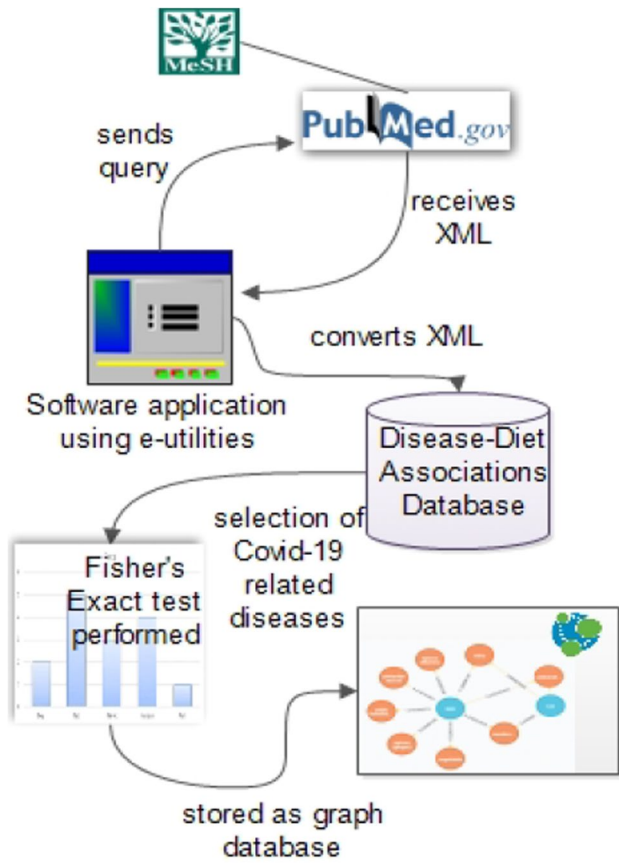 MeSH
PubMed.gov
sends
query
receives
XML
converts XML
Software application
using e-utilities
Disease-Diet
Associations
Database
selection of
Covid-19
related
diseases
Fisher's
Exact test
performed
stored as graph
database